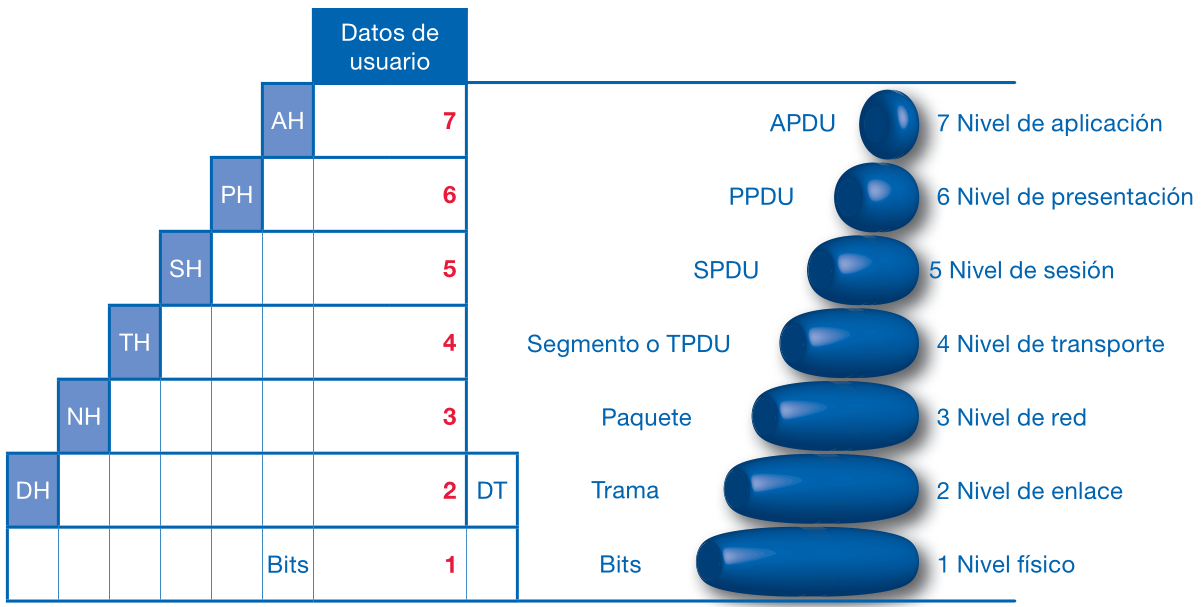 Datos de
usuario
AH 7 APDU 7 Nivel de aplicación
PH 6 PPDU 6 Nivel de presentación
SH 5 SPDU 5 Nivel de sesión
TH 4 Segmento o TPDU 4 Nivel de transporte
NH 3 Paquete 3 Nivel de red
DH 2 DT Trama 2 Nivel de enlace
Bits 1 Bits 1 Nivel físico